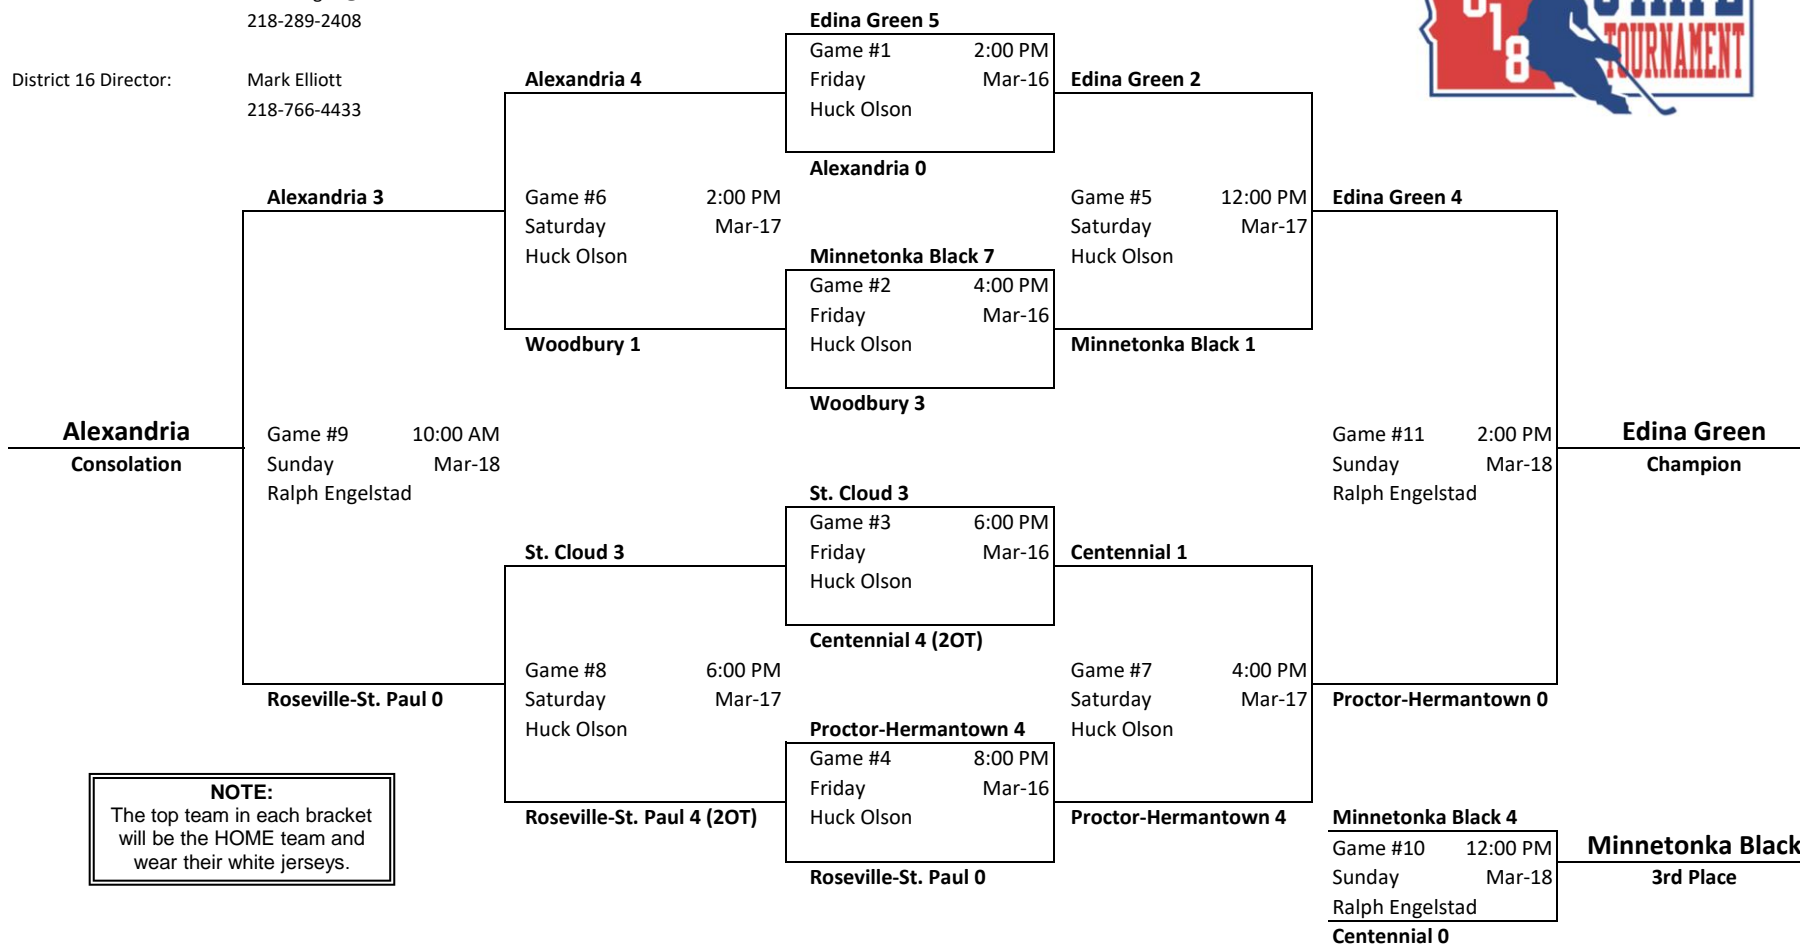 218-289-2408
District 16 Director: Mark Elliott
218-766-4433
18
STATE
TOURNAMENT
Edina Green 5
Game #1 2:00 PM
Friday Mar-16
Huck Olson
Alexandria 0
Alexandria 4
Edina Green 2
Alexandria 3
Game #6 2:00 PM
Saturday Mar-17
Huck Olson
Game #5 12:00 PM
Saturday Mar-17
Huck Olson
Edina Green 4
Minnetonka Black 7
Game #2 4:00 PM
Friday Mar-16
Huck Olson
Woodbury 3
Woodbury 1
Minnetonka Black 1
Alexandria
Consolation
Game #9 10:00 AM
Sunday Mar-18
Ralph Engelstad
Game #11 2:00 PM
Sunday Mar-18
Ralph Engelstad
Edina Green
Champion
St. Cloud 3
Game #3 6:00 PM
Friday Mar-16
Huck Olson
Centennial 4 (2OT)
St. Cloud 3
Centennial 1
Game #8 6:00 PM
Saturday Mar-17
Huck Olson
Game #7 4:00 PM
Saturday Mar-17
Huck Olson
Roseville-St. Paul 0
Proctor-Hermantown 0
Proctor-Hermantown 4
Game #4 8:00 PM
Friday Mar-16
Huck Olson
Roseville-St. Paul 0
Roseville-St. Paul 4 (2OT)
Proctor-Hermantown 4
NOTE:
The top team in each bracket
will be the HOME team and
wear their white jerseys.
Minnetonka Black 4
Game #10 12:00 PM
Sunday Mar-18
Ralph Engelstad
Centennial 0
Minnetonka Black
3rd Place